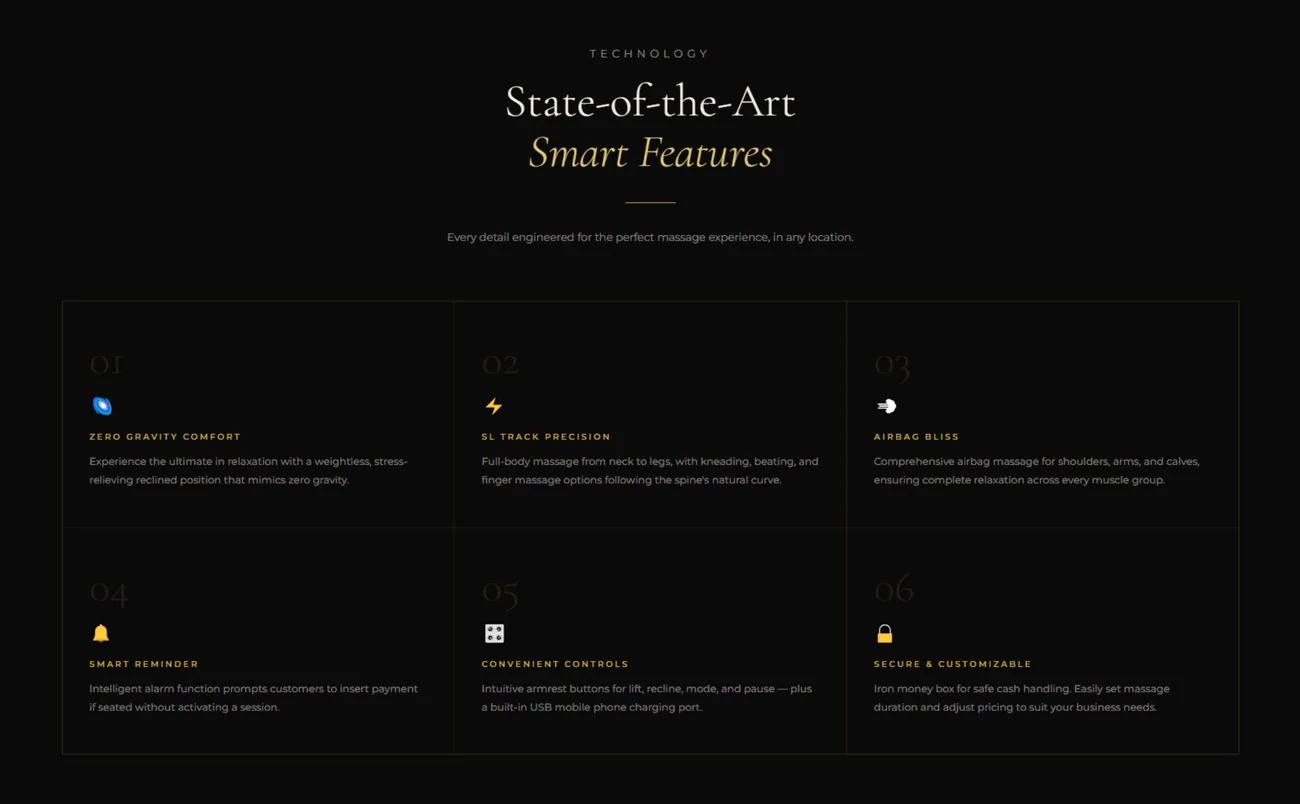 TECHNOLOGY
State-of-the-Art
Smart Features
Every detail engineered for the perfect massage experience, in any location.
01
ZERO GRAVITY COMFORT
Experience the ultimate in relaxation with a weightless, stress-
relieving reclined position that mimics zero gravity.
02
SL TRACK PRECISION
Full-body massage from neck to legs, with kneading, beating, and
finger massage options following the spine's natural curve.
03
AIRBAG BLISS
Comprehensive airbag massage for shoulders, arms, and calves,
ensuring complete relaxation across every muscle group.
04
SMART REMINDER
Intelligent alarm function prompts customers to insert payment
if seated without activating a session.
05
CONVENIENT CONTROLS
Intuitive armrest buttons for lift, recline, mode, and pause — plus
a built-in USB mobile phone charging port.
06
SECURE & CUSTOMIZABLE
Iron money box for safe cash handling. Easily set massage
duration and adjust pricing to suit your business needs.